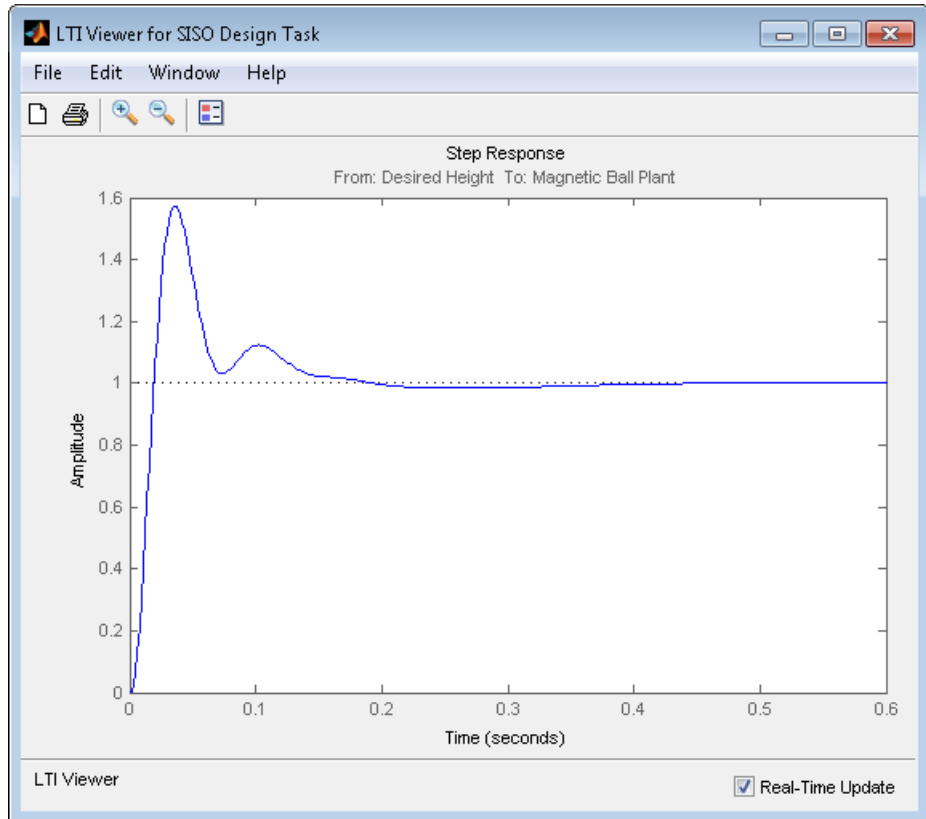 LTI Viewer for SISO Design Task
File Edit Window Help
Step Response
From: Desired Height To: Magnetic Ball Plant
1.6
1.4
1.2
1
0.8
0.6
0.4
0.2
0
Amplitude
0 0.1 0.2 0.3 0.4 0.5 0.6
Time (seconds)
LTI Viewer
Real-Time Update